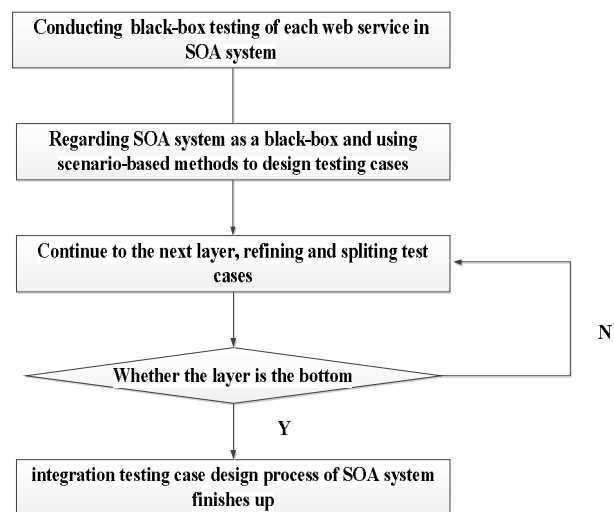 Conducting black-box testing of each web service in
SOA system
Regarding SOA system as a black-box and using
scenario-based methods to design testing cases
Continue to the next layer, refining and spliting test
cases
N
Whether the layer is the bottom
Y
integration testing case design process of SOA system
finishes up